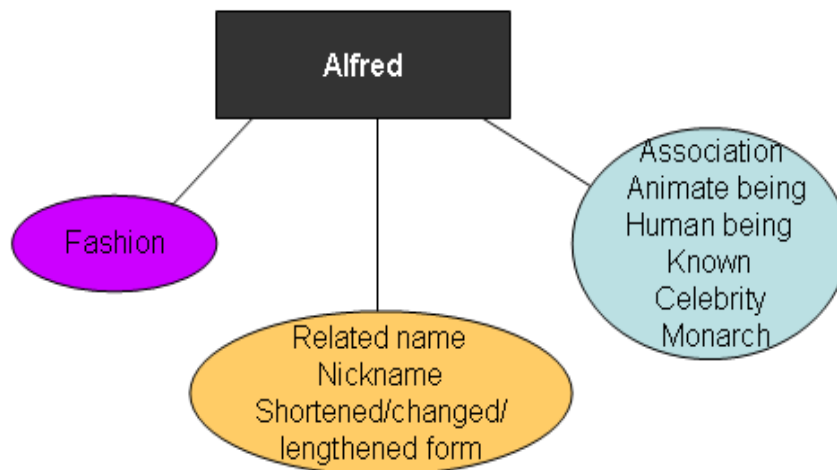 Alfred
Fashion
Related name
Nickname
Shortened/changed/
lengthened form
Association
Animate being
Human being
Known
Celebrity
Monarch